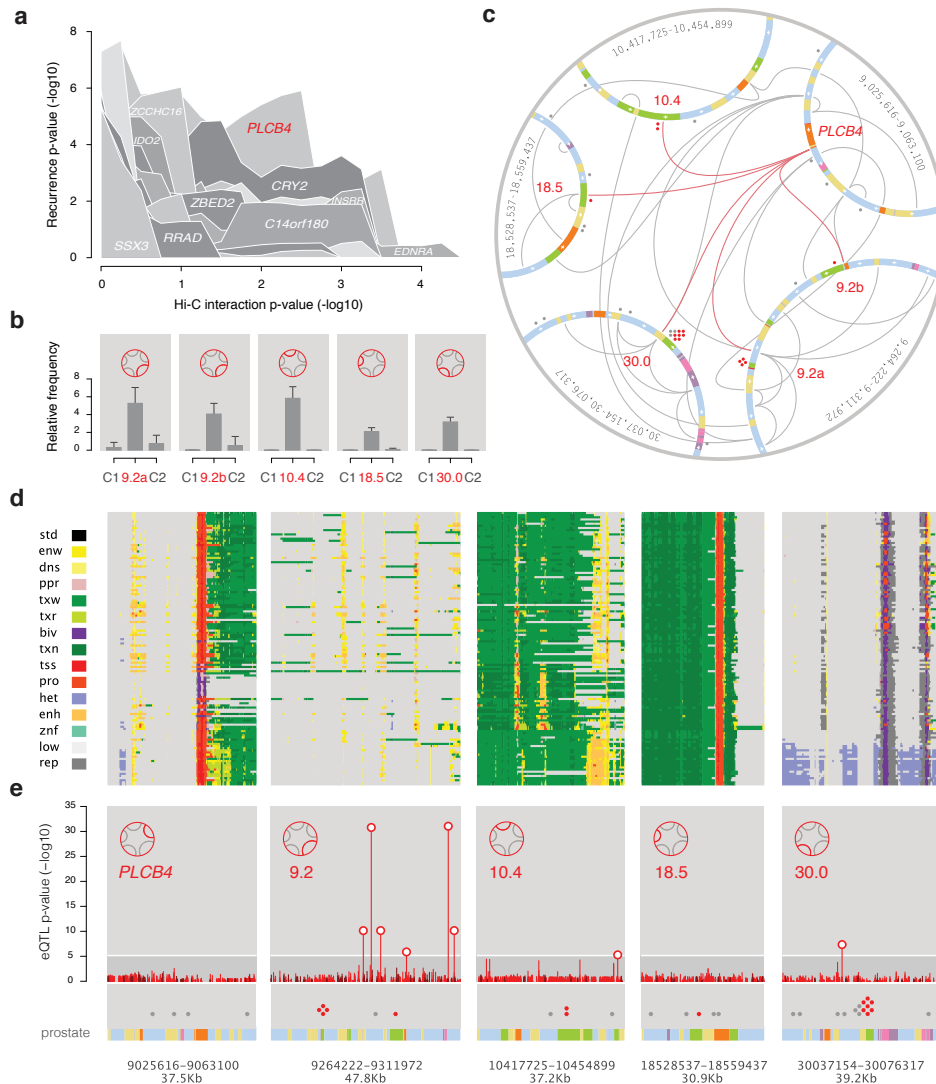 a
8
6
4
2
0
Recurrence p-value (-log10)
ZCCHC16
IDO2
PLCB4
CRY2
ZBED2
INSRR
C14orf180
SSX3
RRAD
EDNRA
0 1 2 3 4
Hi-C interaction p-value (-log10)
b
Relative frequency
8
6
4
2
0
C1 9.2a C2 C1 9.2b C2 C1 10.4 C2 C1 18.5 C2 C1 30.0 C2
c
10,417,725-10,454,899
9,025,616-9,063,100
18,528,537-18,559,437
30,037,154-30,076,317
9,264,222-9,311,972
10.4
PLCB4
18.5
9.2b
30.0
9.2a
d
std
enw
dns
ppr
txw
txr
biv
txn
tss
pro
het
enh
znf
low
rep
e
eQTL p-value (−log10)
35
30
25
20
15
10
5
0
PLCB4 9.2 10.4 18.5 30.0
prostate
9025616−9063100 9264222−9311972 10417725−10454899 18528537−18559437 30037154−30076317
37.5Kb 47.8Kb 37.2Kb 30.9Kb 39.2Kb